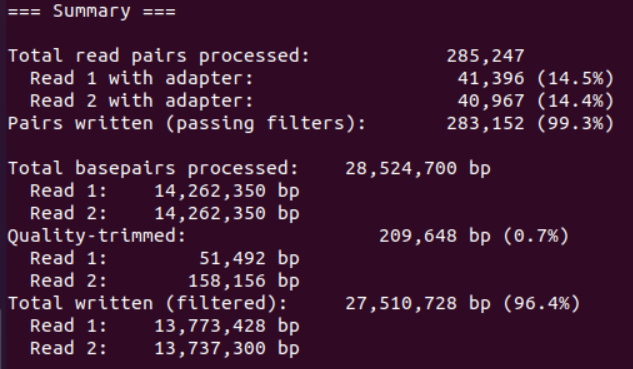 === Summary ===
Total read pairs processed: 285,247
Read 1 with adapter: 41,396 (14.5%)
Read 2 with adapter: 40,967 (14.4%)
Pairs written (passing filters): 283,152 (99.3%)
Total basepairs processed: 28,524,700 bp
Read 1: 14,262,350 bp
Read 2: 14,262,350 bp
Quality-trimmed: 209,648 bp (0.7%)
Read 1: 51,492 bp
Read 2: 158,156 bp
Total written (filtered): 27,510,728 bp (96.4%)
Read 1: 13,773,428 bp
Read 2: 13,737,300 bp